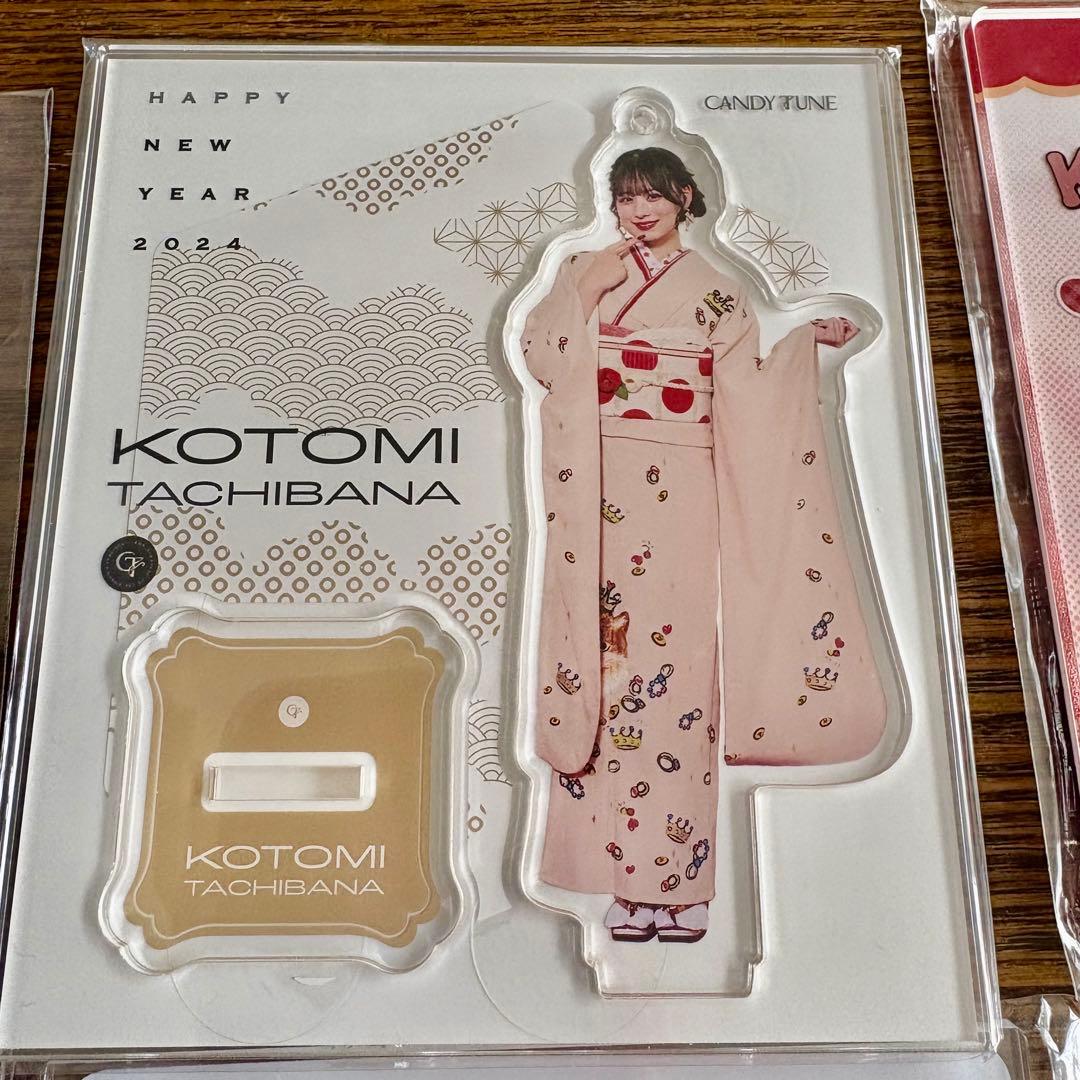 HAPPY
NEW
YEAR
2024
CANDY TUNE
KOTOMI
TACHIBANA
KOTOMI
TACHIBANA